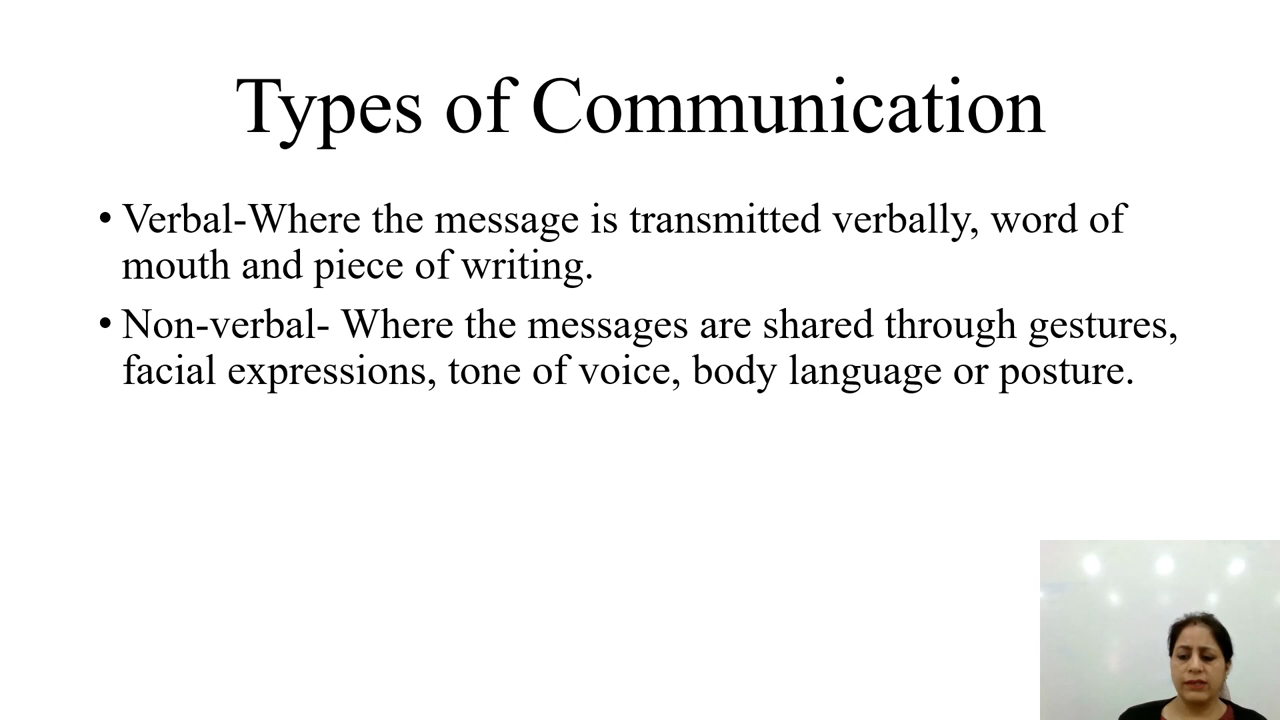 Types of Communication
• Verbal-Where the message is transmitted verbally, word of
mouth and piece of writing.
• Non-verbal- Where the messages are shared through gestures,
facial expressions, tone of voice, body language or posture.